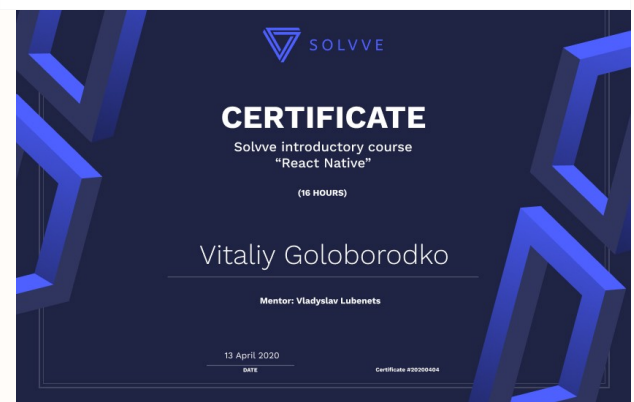 SOLVVE
CERTIFICATE
Solvve introductory course
“React Native”
(16 HOURS)
Vitaliy Goloborodko
Mentor: Vladyslav Lubenets
13 April 2020
DATE
Certificate #20200404